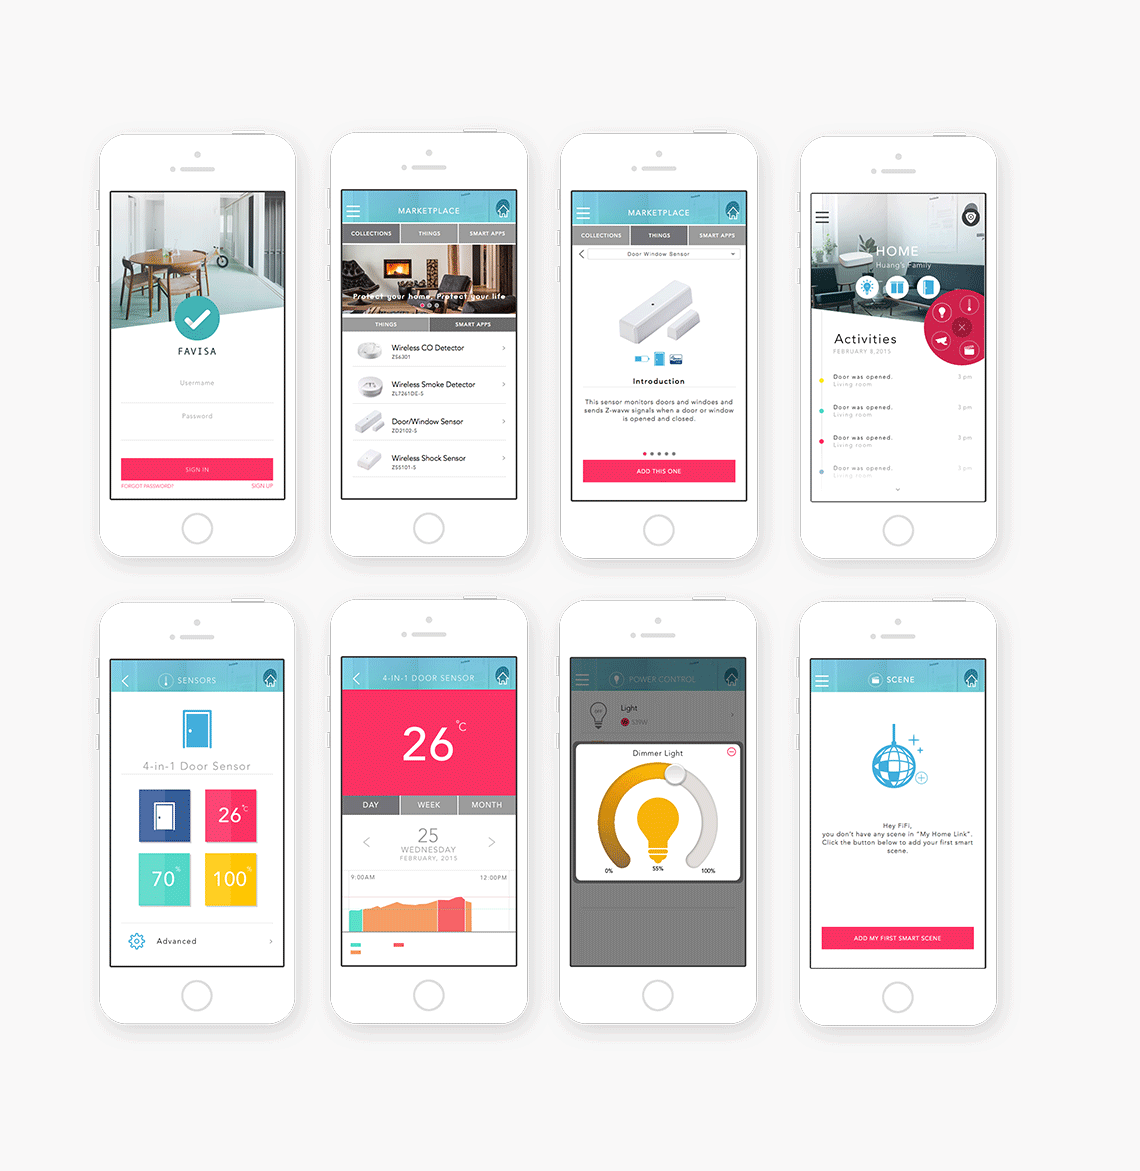 FAVISA
Username
Password
SIGN IN
FORGOT PASSWORD?
SIGN UP
MARKETPLACE
COLLECTIONS
THINGS
SMART APPS
Protect your home, Protect your life
THINGS
SMART APPS
Wireless CO Detector
ZS6301
Wireless Smoke Detector
ZL7261DE-5
Door/Window Sensor
ZD2102-5
Wireless Shock Sensor
ZS5101-5
MARKETPLACE
COLLECTIONS
THINGS
SMART APPS
Door Window Sensor
Introduction
This sensor monitors doors and windoes and
sends Z-wavw signals when a door or window
is opened and closed.
ADD THIS ONE
HOME
Huang's Family
Activities
FEBRUARY 8,2015
Door was opened.
3 pm
Living room
Door was opened.
3 pm
Living room
Door was opened.
3 pm
Living room
Door was opened.
3 pm
Living room
SENSORS
4-in-1 Door Sensor
26°C
70%
100%
Advanced
4-IN-1 DOOR SENSOR
26°C
DAY
WEEK
MONTH
25
WEDNESDAY
FEBRUARY, 2015
9:00AM
12:00PM
POWER CONTROL
OFF
Light
W
Dimmer Light
0%
55%
100%
SCENE
Hey FiFi,
you don't have any scene in "My Home Link".
Click the button below to add your first smart
scene.
ADD MY FIRST SMART SCENE